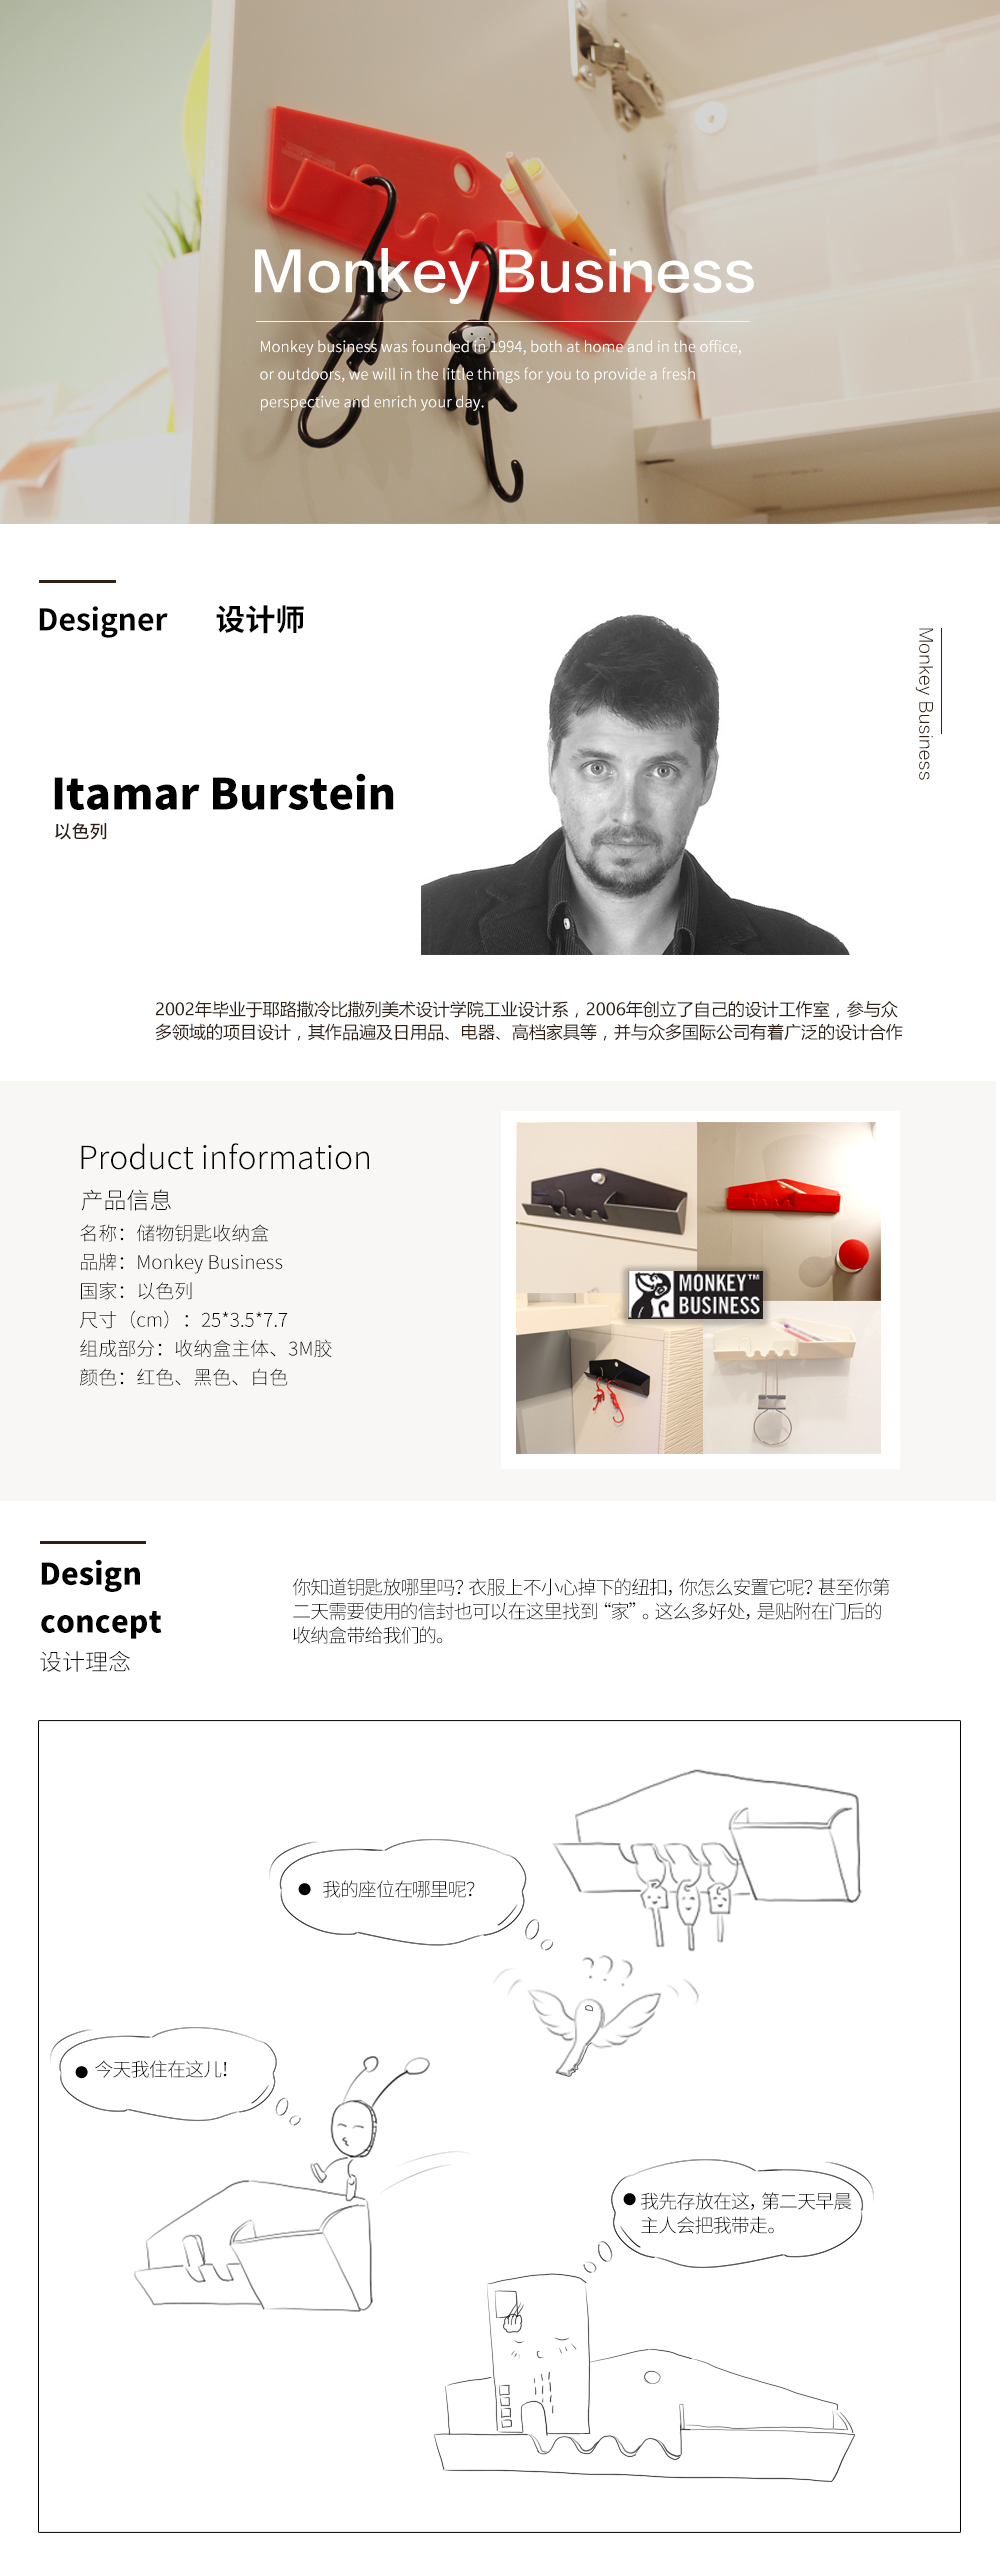 Monkey Business
Monkey business was founded in 1994, both at home and in the office,
or outdoors, we will in the little things for you to provide a fresh
perspective and enrich your day.
Designer 设计师
Monkey Business
Itamar Burstein
以色列
2002年毕业于耶路撒冷比撒列美术设计学院工业设计系，2006年创立了自己的设计工作室，参与众
多领域的项目设计，其作品遍及日用品、电器、高档家具等，并与众多国际公司有着广泛的设计合作
Product information
产品信息
名称：储物钥匙收纳盒
品牌：Monkey Business
国家：以色列
尺寸（cm）：25*3.5*7.7
组成部分：收纳盒主体、3M胶
颜色：红色、黑色、白色
MONKEY™
BUSINESS
Design
concept
设计理念
你知道钥匙放哪里吗？衣服上不小心掉下的纽扣，你怎么安置它呢？甚至你第
二天需要使用的信封也可以在这里找到“家”。这么多好处，是贴附在门后的
收纳盒带给我们的。
● 我的座位在哪里呢？
???
● 今天我住在这儿！
● 我先存放在这，第二天早晨
主人会把我带走。